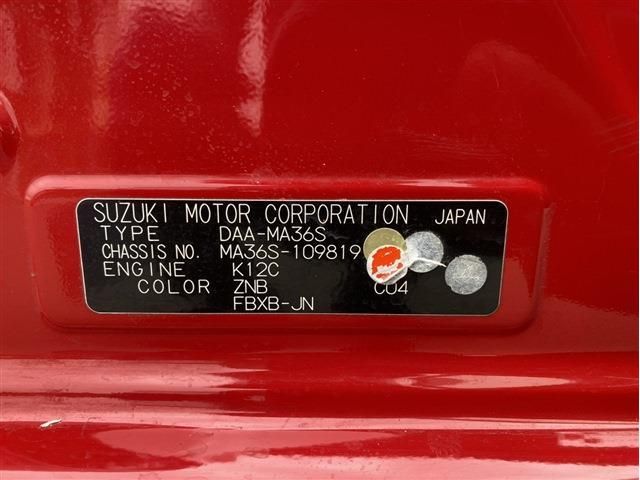 SUZUKI MOTOR CORPORATION JAPAN
TYPE DAA-MA36S
CHASSIS NO. MA36S-109819
ENGINE K12C
COLOR ZNB C04
FBXB-JN